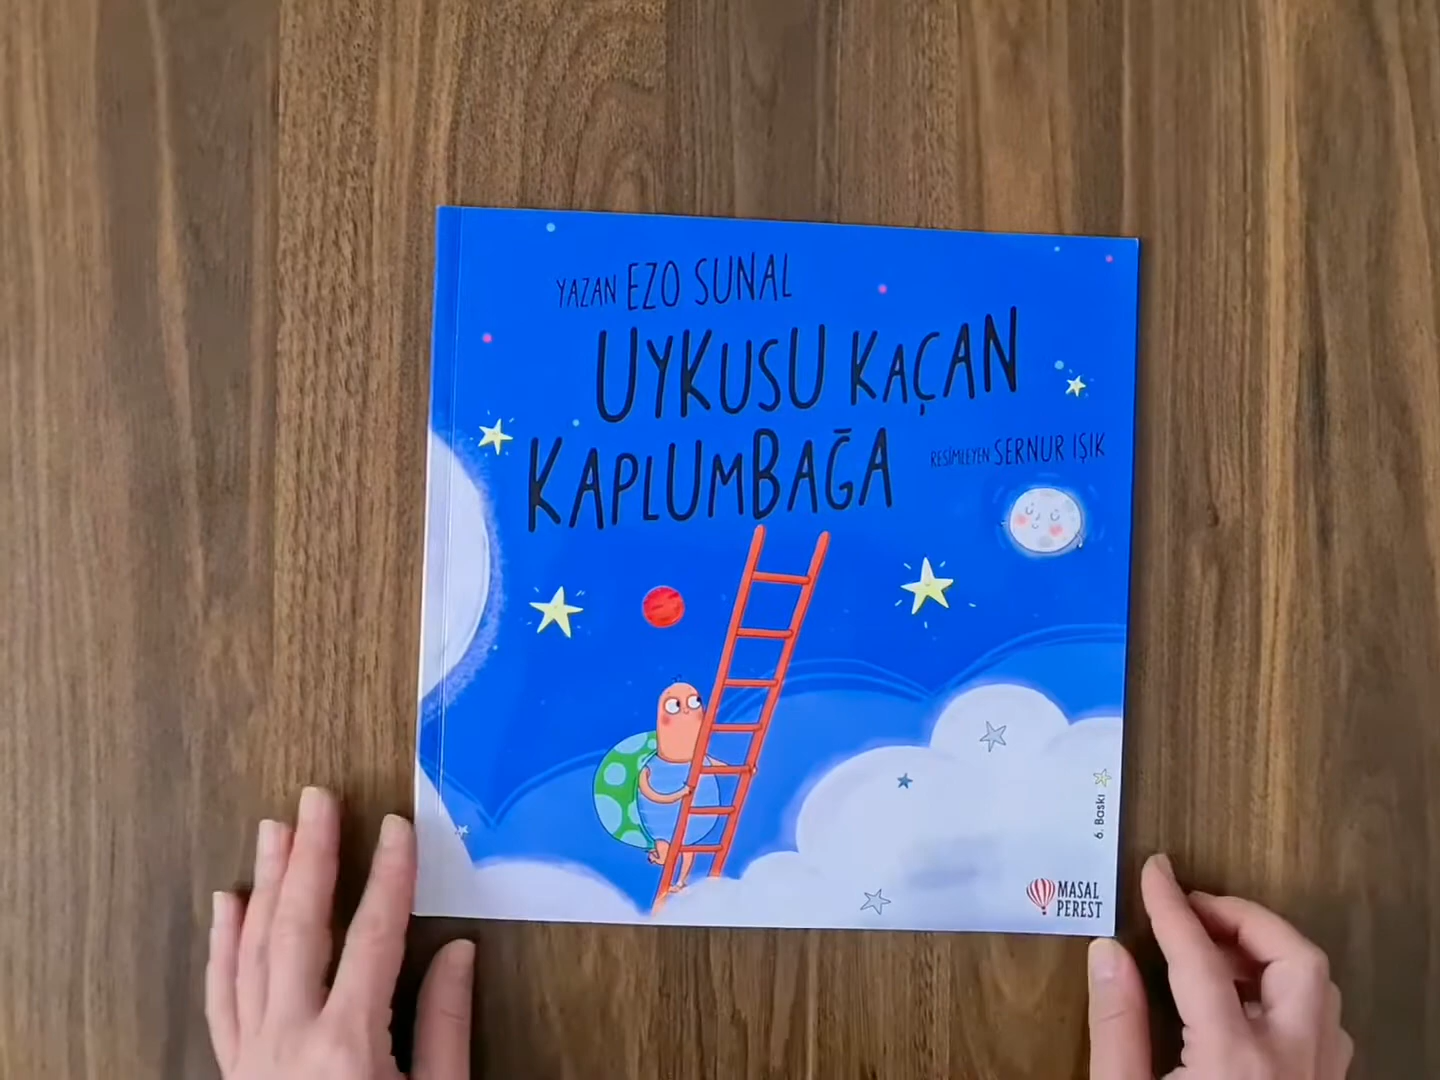 YAZAN EZO SUNAL
UYKUSU KAÇAN
KAPLUMBAĞA
RESİMLEYEN SERNUR IŞIK
6. Baskı
MASAL
PEREST